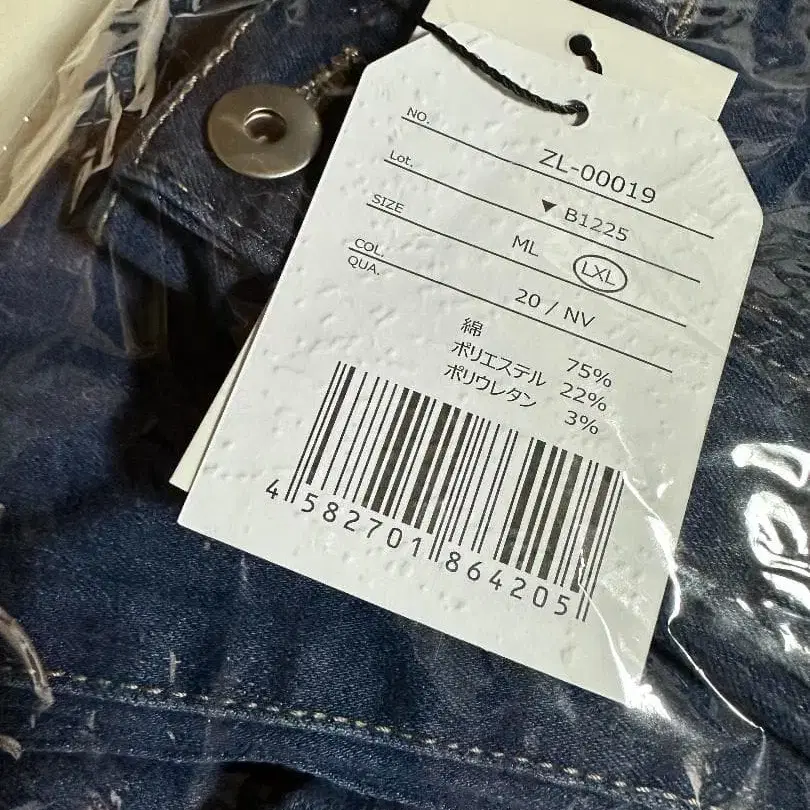 NO. ZL-00019
Lot. ▼ B1225
SIZE ML LXL
COL. 20 / NV
QUA.
綿 75%
ポリエステル 22%
ポリウレタン 3%
4 582701 864205